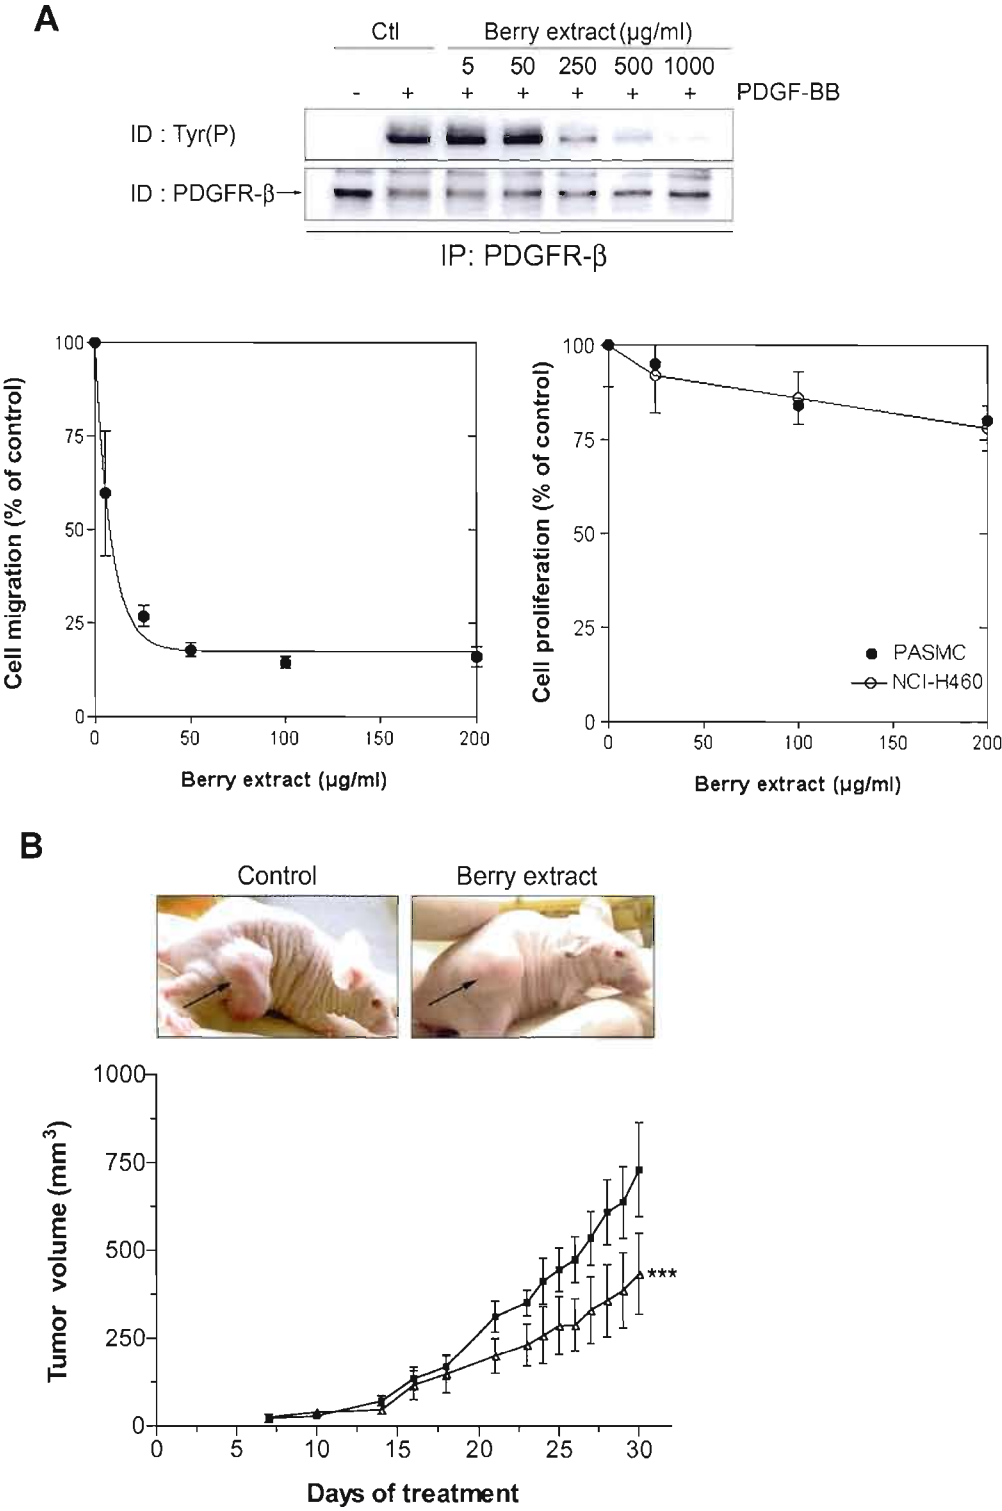 A
Ctl Berry extract (µg/ml)
5 50 250 500 1000
- + + + + + + PDGF-BB
ID : Tyr(P)
ID : PDGFR-β
IP: PDGFR-β
Cell migration (% of control)
100
75
50
25
0
0 50 100 150 200
Berry extract (µg/ml)
Cell proliferation (% of control)
100
75
50
25
0
PASMC
NCI-H460
0 50 100 150 200
Berry extract (µg/ml)
B
Control Berry extract
Tumor volume (mm³)
1000
750
500
250
0
***
0 5 10 15 20 25 30
Days of treatment